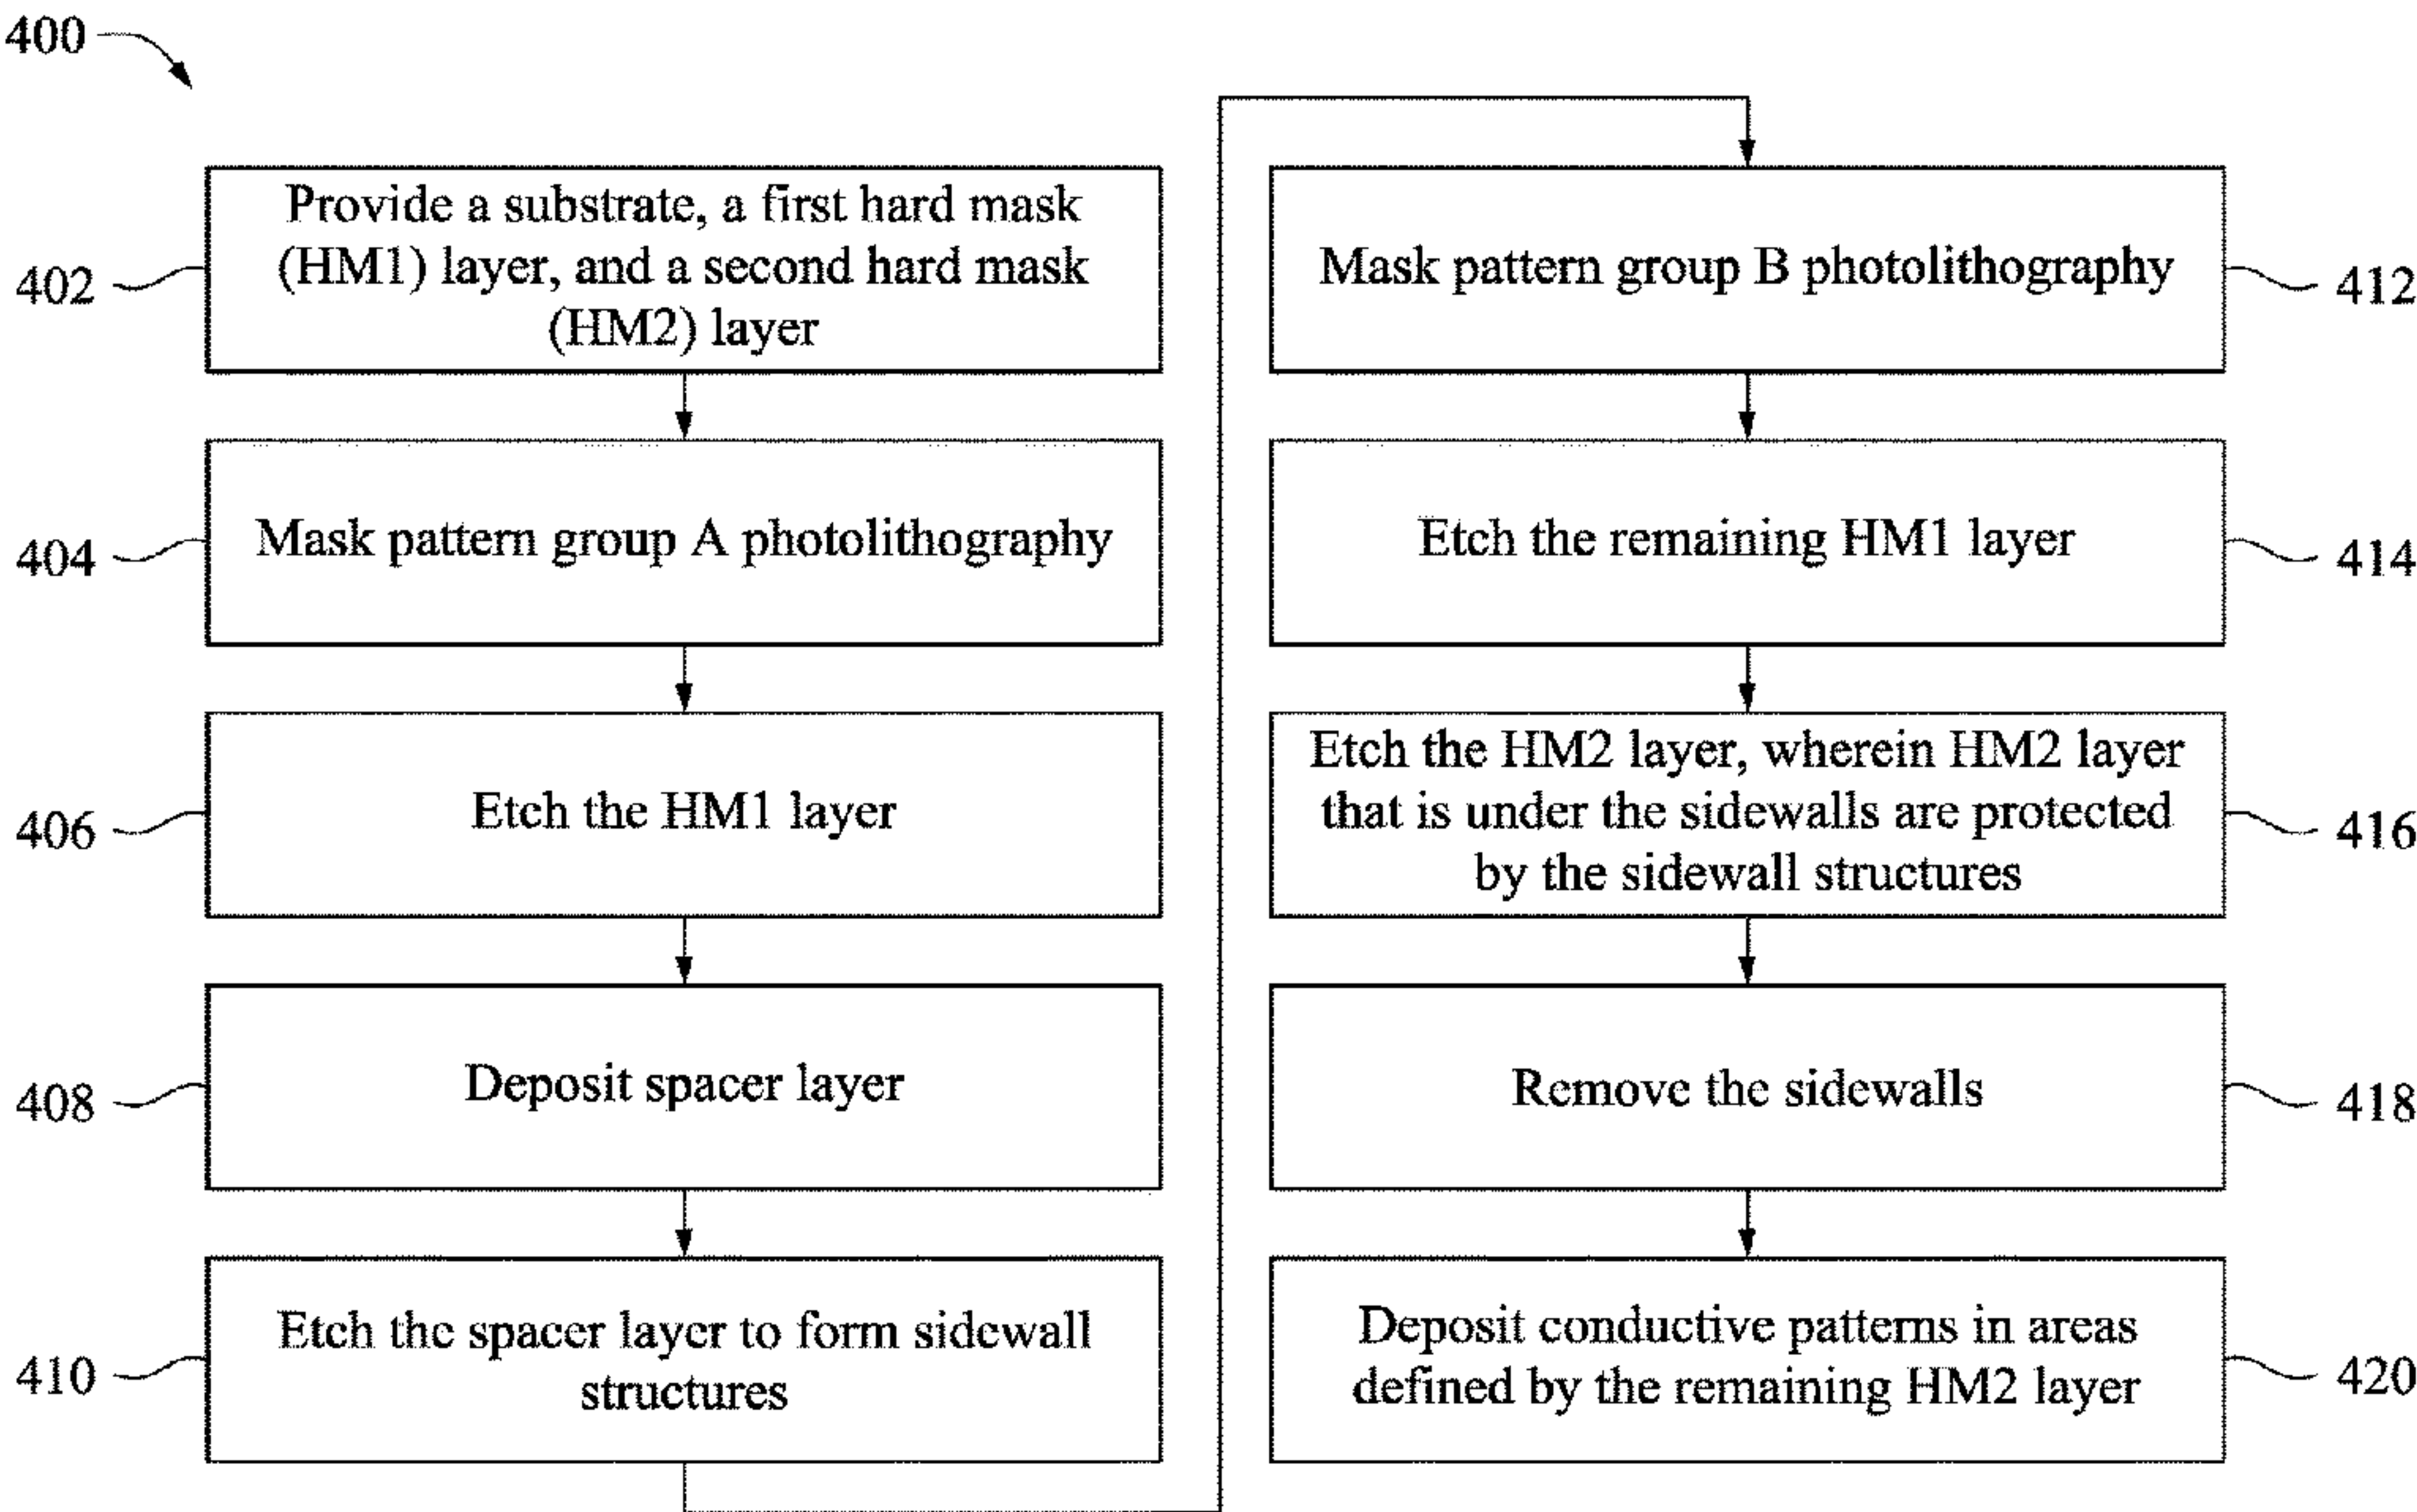 400
402
Provide a substrate, a first hard mask
(HM1) layer, and a second hard mask
(HM2) layer
404
Mask pattern group A photolithography
406
Etch the HM1 layer
408
Deposit spacer layer
410
Etch the spacer layer to form sidewall
structures
Mask pattern group B photolithography
412
Etch the remaining HM1 layer
414
Etch the HM2 layer, wherein HM2 layer
that is under the sidewalls are protected
by the sidewall structures
416
Remove the sidewalls
418
Deposit conductive patterns in areas
defined by the remaining HM2 layer
420